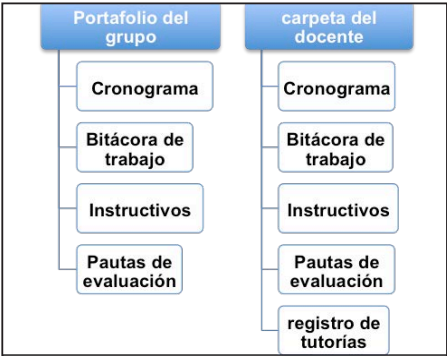 Portafolio del
grupo
Cronograma
Bitácora de
trabajo
Instructivos
Pautas de
evaluación
carpeta del
docente
Cronograma
Bitácora de
trabajo
Instructivos
Pautas de
evaluación
registro de
tutorías